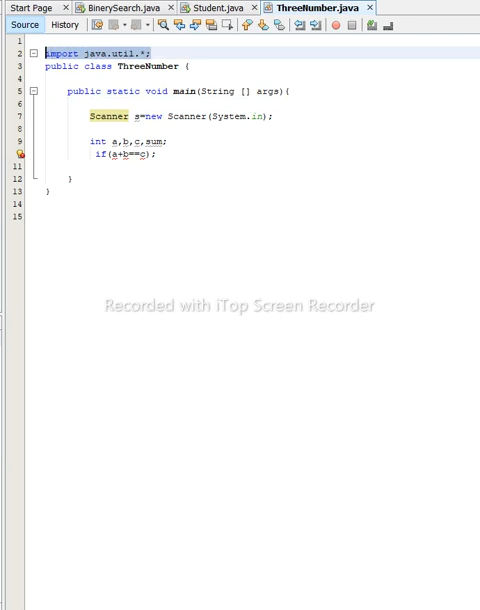 Start Page BinerySearch.java Student.java ThreeNumber.java
Source History
1
2 import java.util.*;
3 public class ThreeNumber {
4
5 public static void main(String [] args){
6
7 Scanner s=new Scanner(System.in);
8
9 int a,b,c,sum;
if(a+b==c);
11
12 }
13 }
14
15
Recorded with iTop Screen Recorder